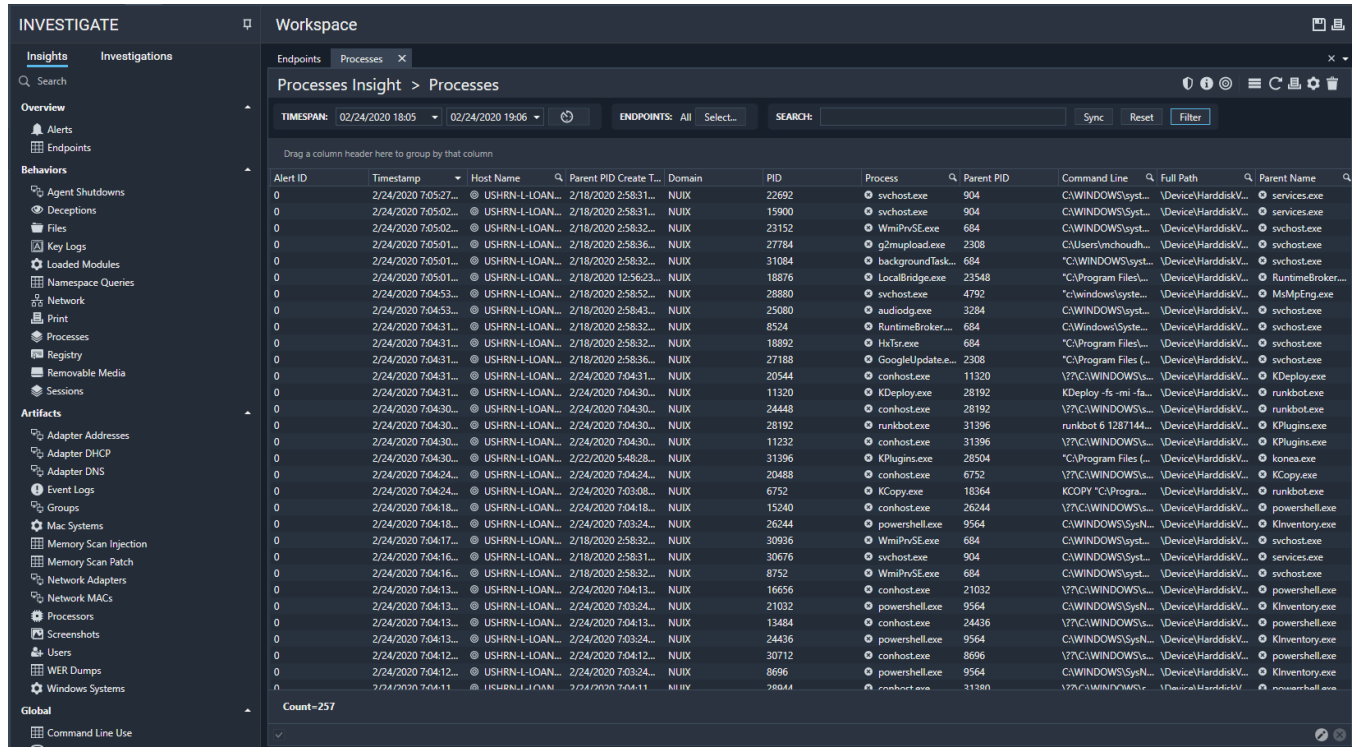 INVESTIGATE
Workspace
Insights Investigations
Search
Overview
Alerts
Endpoints
Behaviors
Agent Shutdowns
Deceptions
Files
Key Logs
Loaded Modules
Namespace Queries
Network
Print
Processes
Registry
Removable Media
Sessions
Artifacts
Adapter Addresses
Adapter DHCP
Adapter DNS
Event Logs
Groups
Mac Systems
Memory Scan Injection
Memory Scan Patch
Network Adapters
Network MACs
Processors
Screenshots
Users
WER Dumps
Windows Systems
Global
Command Line Use
Endpoints Processes
Processes Insight > Processes
TIMESPAN: 02/24/2020 18:05 02/24/2020 19:06 ENDPOINTS: All Select... SEARCH: Sync Reset Filter
Drag a column header here to group by that column
Alert ID Timestamp Host Name Parent PID Create T... Domain PID Process Parent PID Command Line Full Path Parent Name
0 2/24/2020 7:05:27... USHRN-L-LOAN... 2/18/2020 2:58:31... NUIX 22692 svchost.exe 904 C:\WINDOWS\syst... \Device\HarddiskV... services.exe
0 2/24/2020 7:05:02... USHRN-L-LOAN... 2/18/2020 2:58:31... NUIX 15900 svchost.exe 904 C:\WINDOWS\syst... \Device\HarddiskV... services.exe
0 2/24/2020 7:05:02... USHRN-L-LOAN... 2/18/2020 2:58:32... NUIX 23152 WmiPrvSE.exe 684 C:\WINDOWS\syst... \Device\HarddiskV... svchost.exe
0 2/24/2020 7:05:01... USHRN-L-LOAN... 2/18/2020 2:58:36... NUIX 27784 g2mupload.exe 2308 C:\Users\mchoudh... \Device\HarddiskV... svchost.exe
0 2/24/2020 7:05:01... USHRN-L-LOAN... 2/18/2020 2:58:32... NUIX 31084 backgroundTask... 684 "C:\WINDOWS\syst... \Device\HarddiskV... svchost.exe
0 2/24/2020 7:05:01... USHRN-L-LOAN... 2/18/2020 12:56:23... NUIX 18876 LocalBridge.exe 23548 "C:\Program Files\... \Device\HarddiskV... RuntimeBroker....
0 2/24/2020 7:04:53... USHRN-L-LOAN... 2/18/2020 2:58:52... NUIX 28880 svchost.exe 4792 "c:\windows\syste... \Device\HarddiskV... MsMpEng.exe
0 2/24/2020 7:04:53... USHRN-L-LOAN... 2/18/2020 2:58:43... NUIX 25080 audiodg.exe 3284 C:\WINDOWS\syst... \Device\HarddiskV... svchost.exe
0 2/24/2020 7:04:31... USHRN-L-LOAN... 2/18/2020 2:58:32... NUIX 8524 RuntimeBroker.... 684 C:\Windows\Syste... \Device\HarddiskV... svchost.exe
0 2/24/2020 7:04:31... USHRN-L-LOAN... 2/18/2020 2:58:32... NUIX 18892 HxTsr.exe 684 "C:\Program Files\... \Device\HarddiskV... svchost.exe
0 2/24/2020 7:04:31... USHRN-L-LOAN... 2/18/2020 2:58:36... NUIX 27188 GoogleUpdate.e... 2308 "C:\Program Files (... \Device\HarddiskV... svchost.exe
0 2/24/2020 7:04:31... USHRN-L-LOAN... 2/24/2020 7:04:31... NUIX 20544 conhost.exe 11320 \??\C:\WINDOWS\s... \Device\HarddiskV... KDeploy.exe
0 2/24/2020 7:04:31... USHRN-L-LOAN... 2/24/2020 7:04:30... NUIX 11320 KDeploy.exe 28192 KDeploy -fs -mi -fa... \Device\HarddiskV... runkbot.exe
0 2/24/2020 7:04:30... USHRN-L-LOAN... 2/24/2020 7:04:30... NUIX 24448 conhost.exe 28192 \??\C:\WINDOWS\s... \Device\HarddiskV... runkbot.exe
0 2/24/2020 7:04:30... USHRN-L-LOAN... 2/24/2020 7:04:30... NUIX 28192 runkbot.exe 31396 runkbot 6 1287144... \Device\HarddiskV... KPlugins.exe
0 2/24/2020 7:04:30... USHRN-L-LOAN... 2/24/2020 7:04:30... NUIX 11232 conhost.exe 31396 \??\C:\WINDOWS\s... \Device\HarddiskV... KPlugins.exe
0 2/24/2020 7:04:30... USHRN-L-LOAN... 2/22/2020 5:48:28... NUIX 31396 KPlugins.exe 28504 "C:\Program Files (... \Device\HarddiskV... konea.exe
0 2/24/2020 7:04:24... USHRN-L-LOAN... 2/24/2020 7:04:24... NUIX 20488 conhost.exe 6752 \??\C:\WINDOWS\s... \Device\HarddiskV... KCopy.exe
0 2/24/2020 7:04:24... USHRN-L-LOAN... 2/24/2020 7:03:08... NUIX 6752 KCopy.exe 18364 KCOPY "C:\Progra... \Device\HarddiskV... runkbot.exe
0 2/24/2020 7:04:18... USHRN-L-LOAN... 2/24/2020 7:04:18... NUIX 15240 conhost.exe 26244 \??\C:\WINDOWS\s... \Device\HarddiskV... powershell.exe
0 2/24/2020 7:04:18... USHRN-L-LOAN... 2/24/2020 7:03:24... NUIX 26244 powershell.exe 9564 C:\WINDOWS\SysN... \Device\HarddiskV... KInventory.exe
0 2/24/2020 7:04:17... USHRN-L-LOAN... 2/18/2020 2:58:32... NUIX 30936 WmiPrvSE.exe 684 C:\WINDOWS\syst... \Device\HarddiskV... svchost.exe
0 2/24/2020 7:04:16... USHRN-L-LOAN... 2/18/2020 2:58:31... NUIX 30676 svchost.exe 904 C:\WINDOWS\Syst... \Device\HarddiskV... services.exe
0 2/24/2020 7:04:16... USHRN-L-LOAN... 2/18/2020 2:58:32... NUIX 8752 WmiPrvSE.exe 684 C:\WINDOWS\syst... \Device\HarddiskV... svchost.exe
0 2/24/2020 7:04:13... USHRN-L-LOAN... 2/24/2020 7:04:13... NUIX 16656 conhost.exe 21032 \??\C:\WINDOWS\s... \Device\HarddiskV... powershell.exe
0 2/24/2020 7:04:13... USHRN-L-LOAN... 2/24/2020 7:03:24... NUIX 21032 powershell.exe 9564 C:\WINDOWS\SysN... \Device\HarddiskV... KInventory.exe
0 2/24/2020 7:04:13... USHRN-L-LOAN... 2/24/2020 7:04:13... NUIX 13484 conhost.exe 24436 \??\C:\WINDOWS\s... \Device\HarddiskV... powershell.exe
0 2/24/2020 7:04:13... USHRN-L-LOAN... 2/24/2020 7:03:24... NUIX 24436 powershell.exe 9564 C:\WINDOWS\SysN... \Device\HarddiskV... KInventory.exe
0 2/24/2020 7:04:12... USHRN-L-LOAN... 2/24/2020 7:04:12... NUIX 30712 conhost.exe 8696 \??\C:\WINDOWS\s... \Device\HarddiskV... powershell.exe
0 2/24/2020 7:04:12... USHRN-L-LOAN... 2/24/2020 7:03:24... NUIX 8696 powershell.exe 9564 C:\WINDOWS\SysN... \Device\HarddiskV... KInventory.exe
0 2/24/2020 7:04:11... USHRN-L-LOAN... 2/24/2020 7:04:11... NUIX 28944 conhost.exe 31380 \??\C:\WINDOWS\s... \Device\HarddiskV... powershell.exe
Count=257